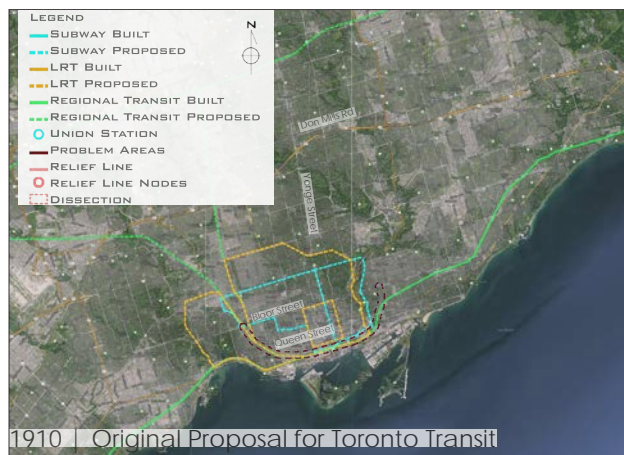 LEGEND
SUBWAY BUILT
SUBWAY PROPOSED
LRT BUILT
LRT PROPOSED
REGIONAL TRANSIT BUILT
REGIONAL TRANSIT PROPOSED
UNION STATION
PROBLEM AREAS
RELIEF LINE
RELIEF LINE NODES
DISSECTION
N
Don Mills Rd
Yonge Street
Bloor Street
Queen Street
1910 | Original Proposal for Toronto Transit